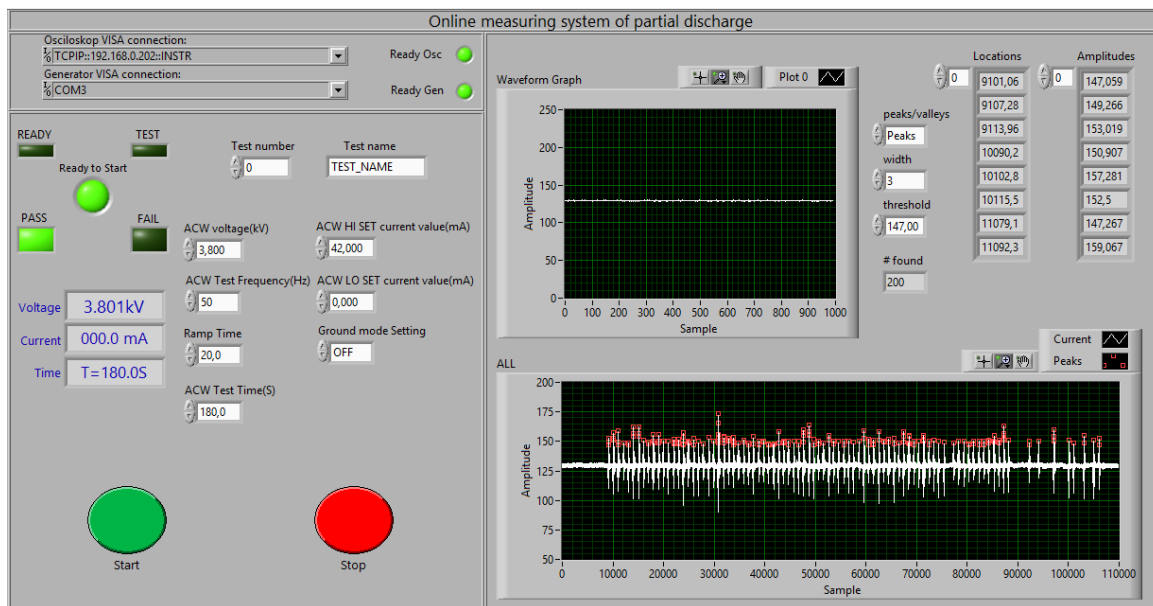 Online measuring system of partial discharge
Osciloskop VISA connection:
TCPIP::192.168.0.202::INSTR
Ready Osc
Generator VISA connection:
COM3
Ready Gen
READY
TEST
Ready to Start
PASS
FAIL
Test number
0
Test name
TEST_NAME
ACW voltage(kV)
3,800
ACW HI SET current value(mA)
42,000
ACW Test Frequency(Hz)
50
ACW LO SET current value(mA)
0,000
Ramp Time
20,0
Ground mode Setting
OFF
ACW Test Time(S)
180,0
Voltage
3.801kV
Current
000.0 mA
Time
T=180.0S
Start
Stop
Waveform Graph
Plot 0
250
200
150
100
50
0
Amplitude
0 100 200 300 400 500 600 700 800 900 1000
Sample
peaks/valleys
Peaks
width
3
threshold
147,00
# found
200
Locations
0
9101,06
9107,28
9113,96
10090,2
10102,8
10115,5
11079,1
11092,3
Amplitudes
0
147,059
149,266
153,019
150,907
157,281
152,5
147,267
159,067
ALL
Current
Peaks
200
175
150
125
100
75
50
Amplitude
0 10000 20000 30000 40000 50000 60000 70000 80000 90000 100000 110000
Sample